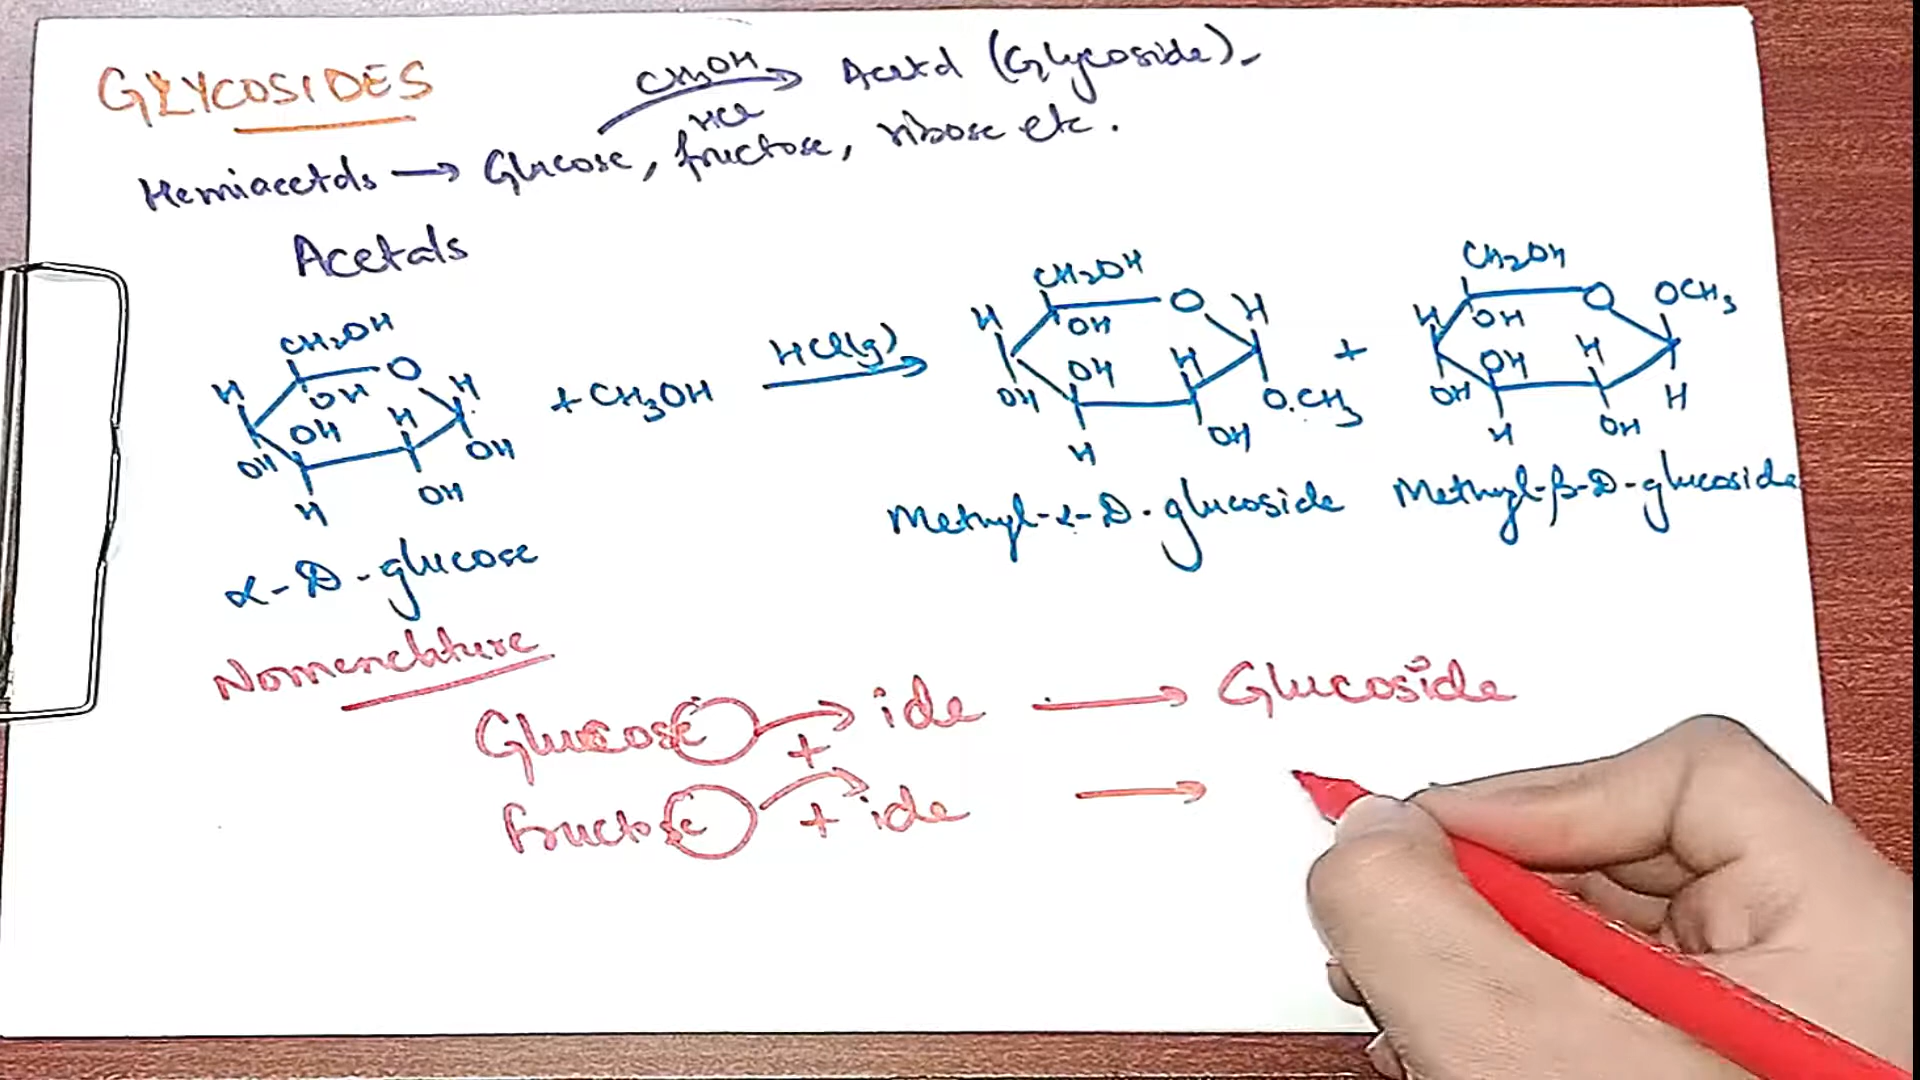 GLYCOSIDES
CH3OH
Acetal (Glycoside)-
HCl
Hemiacetals → Glucose, fructose, ribose etc.
Acetals
CH2OH
O
H
OH
H
OH
H
OH
OH
OH
H
+ CH3OH
HCl(g)
CH2OH
O
H
OH
H
OH
H
OH
O.CH3
OH
H
+
CH2OH
O
OCH3
H
OH
OH
H
OH
H
OH
H
α-D-glucose
Methyl-α-D-glucoside
Methyl-β-D-glucoside
Nomenclature
Glucose + ide → Glucoside
fructose + ide →